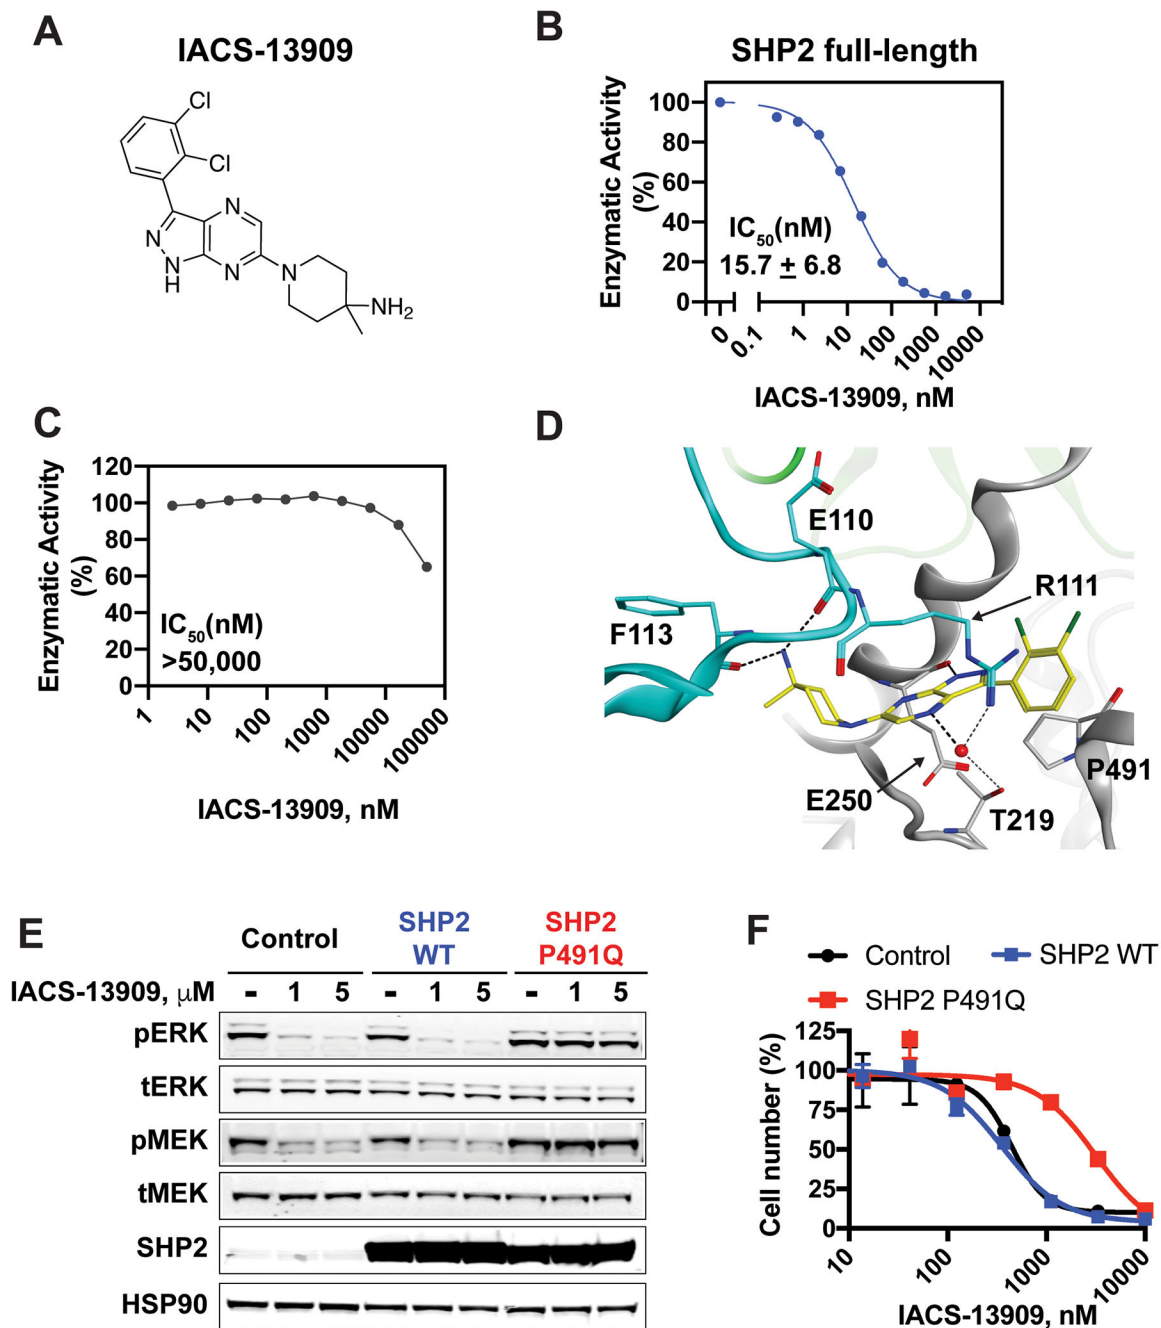 A
IACS-13909
Cl
Cl
N
N
N
H
N
N
NH2
B
SHP2 full-length
Enzymatic Activity
(%)
100
80
60
40
20
0
IC50(nM)
15.7 ± 6.8
0
0.1
1
10
100
1000
10000
IACS-13909, nM
C
Enzymatic Activity
(%)
120
100
80
60
40
20
0
IC50(nM)
>50,000
1
10
100
1000
10000
100000
IACS-13909, nM
D
E110
R111
F113
P491
E250
T219
E
Control
SHP2
WT
SHP2
P491Q
IACS-13909, μM - 1 5 - 1 5 - 1 5
pERK
tERK
pMEK
tMEK
SHP2
HSP90
F
Control
SHP2 WT
SHP2 P491Q
Cell number (%)
125
100
75
50
25
0
10
100
1000
10000
IACS-13909, nM